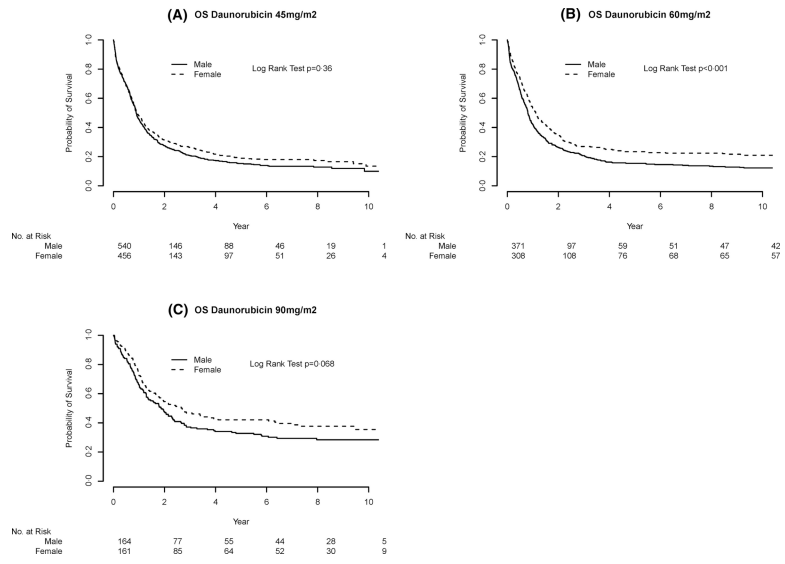 (A) OS Daunorubicin 45mg/m2
Probability of Survival
1·0
0·8
0·6
0·4
0·2
0·0
Male
Female
Log Rank Test p=0·36
0 2 4 6 8 10
Year
No. at Risk
Male 540 146 88 46 19 1
Female 456 143 97 51 26 4
(B) OS Daunorubicin 60mg/m2
Probability of Survival
1·0
0·8
0·6
0·4
0·2
0·0
Male
Female
Log Rank Test p<0·001
0 2 4 6 8 10
Year
No. at Risk
Male 371 97 59 51 47 42
Female 308 108 76 68 65 57
(C) OS Daunorubicin 90mg/m2
Probability of Survival
1·0
0·8
0·6
0·4
0·2
0·0
Male
Female
Log Rank Test p=0·068
0 2 4 6 8 10
Year
No. at Risk
Male 164 77 55 44 28 5
Female 161 85 64 52 30 9